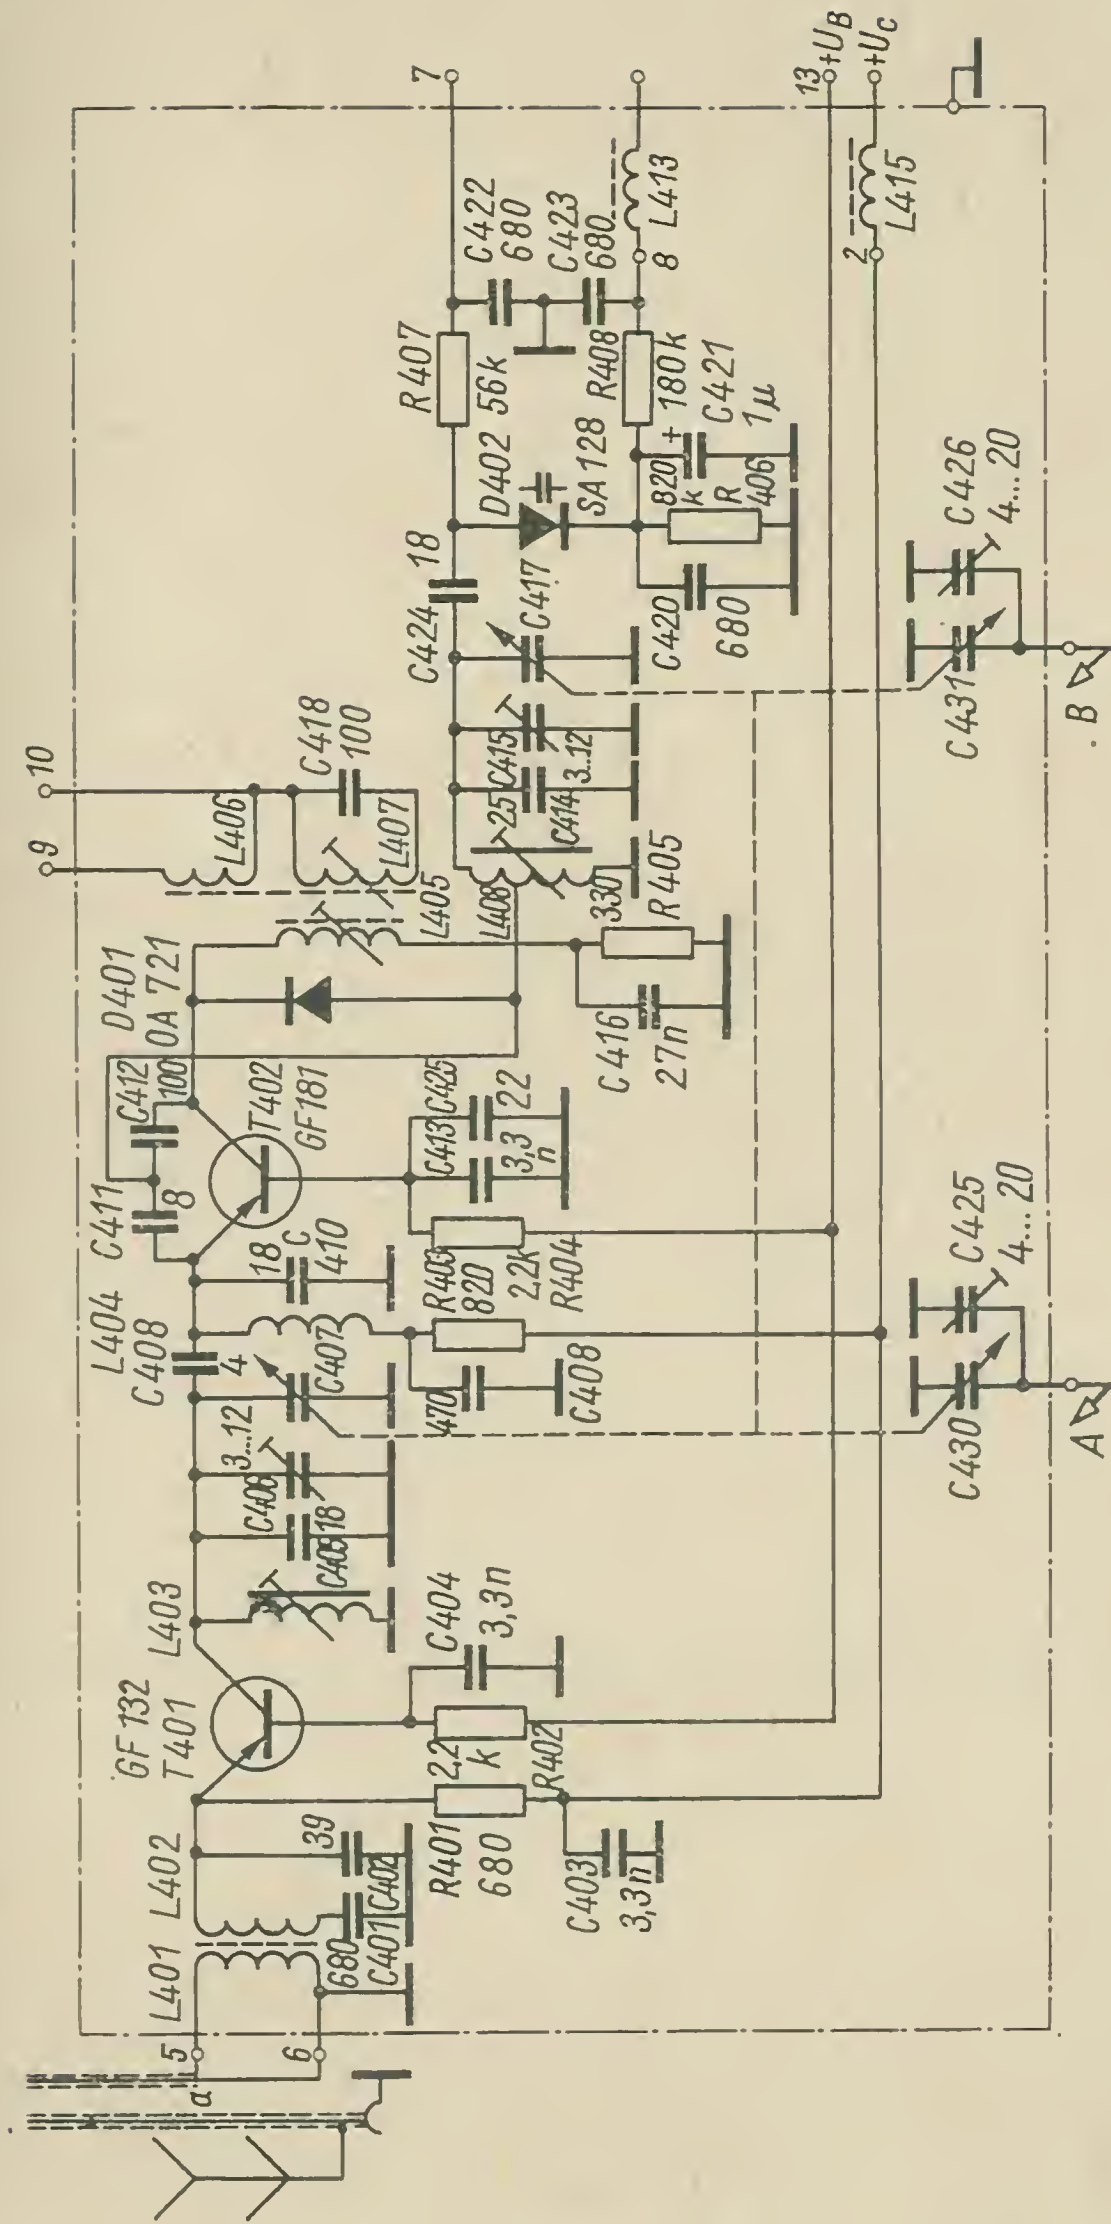 a
5
6
L401
L402
680
C401
39
C402
GF 132
T401
R401
680
C403
3,3n
2,2
k
R402
C404
3,3n
L403
C405
18
C406
3...12
C407
L404
C408
4
470
C408
18
C
410
R403
820
2,2k
R404
C411
8
C412
100
T402
GF181
C413
3,3
n
C425
22
D401
OA 721
C416
27n
330
R405
L405
L406
L407
L408
9
10
C418
100
25
C414
C415
3...12
C417
C424
18
D402
SA 128
C420
680
820
k
R
406
+
C421
1µ
R407
56k
R408
180k
C422
680
C423
680
8
L413
7
2
L415
13
+UB
+UC
C430
C425
4...20
A
C431
C426
4...20
B